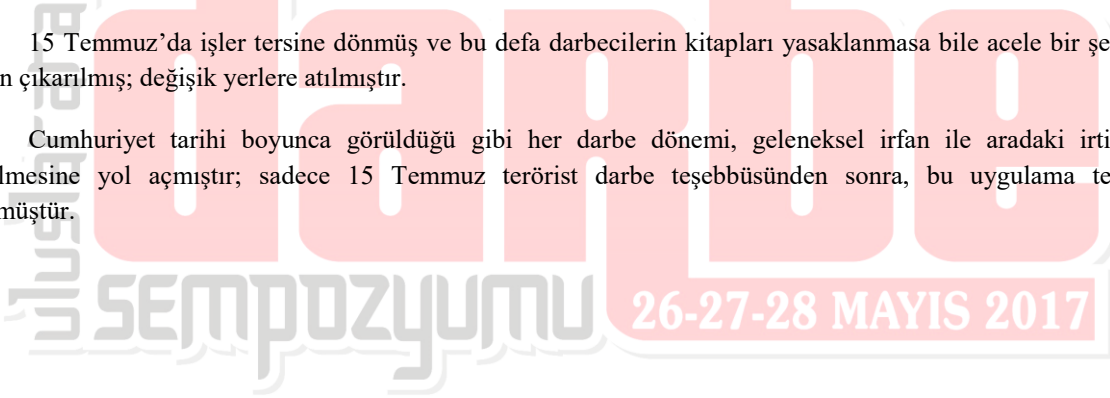 15 Temmuz’da işler tersine dönmüş ve bu defa darbecilerin kitapları yasaklanmasa bile acele bir şe
n çıkarılmış; değişik yerlere atılmıştır.
Cumhuriyet tarihi boyunca görüldüğü gibi her darbe dönemi, geleneksel irfan ile aradaki irti
lmesine yol açmıştır; sadece 15 Temmuz terörist darbe teşebbüsünden sonra, bu uygulama te
müştür.
uluslararası
darbe
SEMPOZYUMU
26-27-28 MAYIS 2017